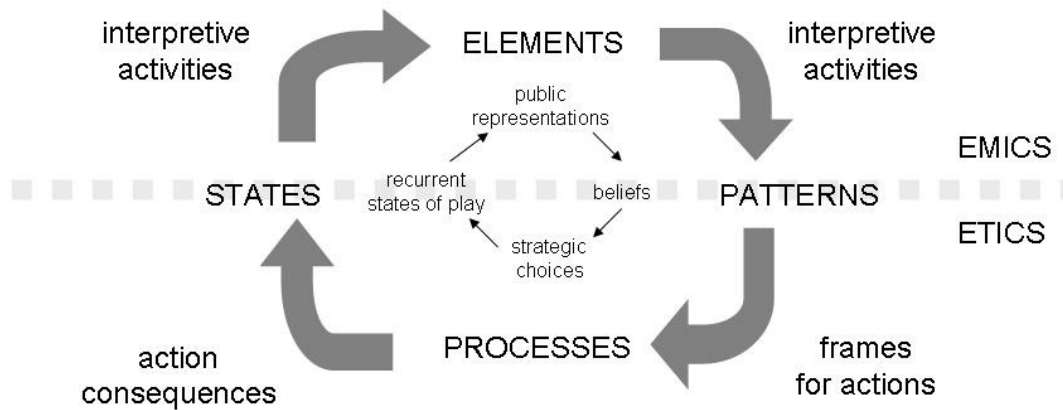 interpretive
activities
ELEMENTS
interpretive
activities
public
representations
EMICS
STATES
recurrent
states of play
beliefs
PATTERNS
ETICS
strategic
choices
PROCESSES
action
consequences
frames
for actions